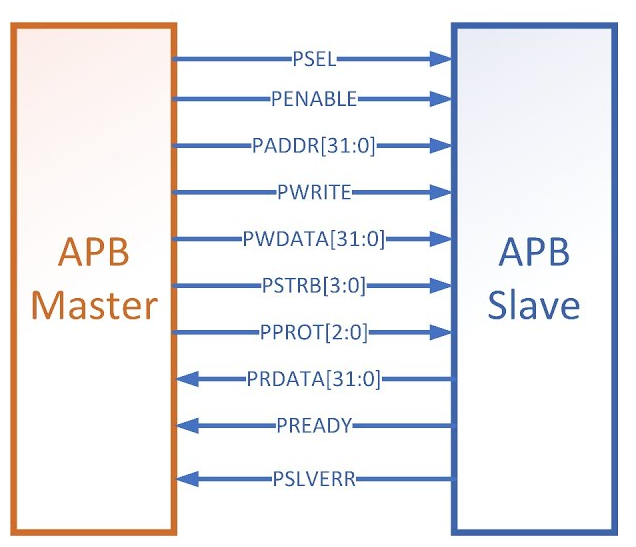 PSEL
PENABLE
PADDR[31:0]
PWRITE
PWDATA[31:0]
PSTRB[3:0]
PPROT[2:0]
PRDATA[31:0]
PREADY
PSLVERR
APB
Master
APB
Slave